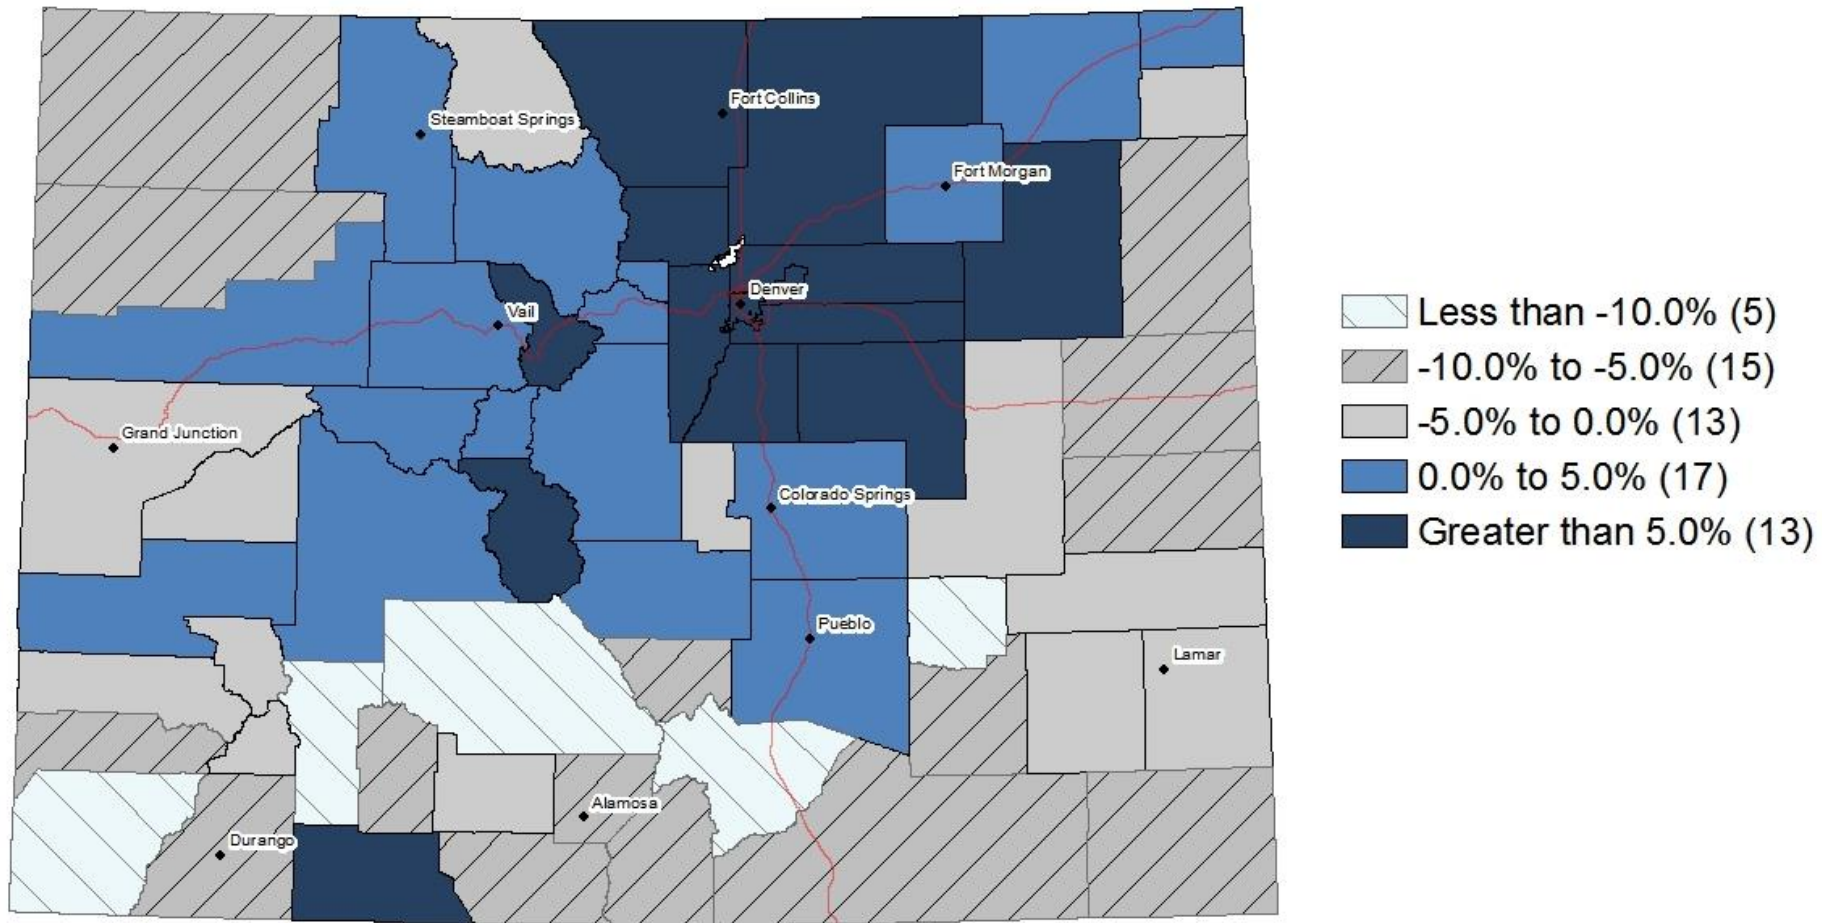 Fort Collins
Steamboat Springs
Fort Morgan
Denver
Vail
Less than -10.0% (5)
-10.0% to -5.0% (15)
-5.0% to 0.0% (13)
0.0% to 5.0% (17)
Greater than 5.0% (13)
Grand Junction
Colorado Springs
Pueblo
Lamar
Alamosa
Durango